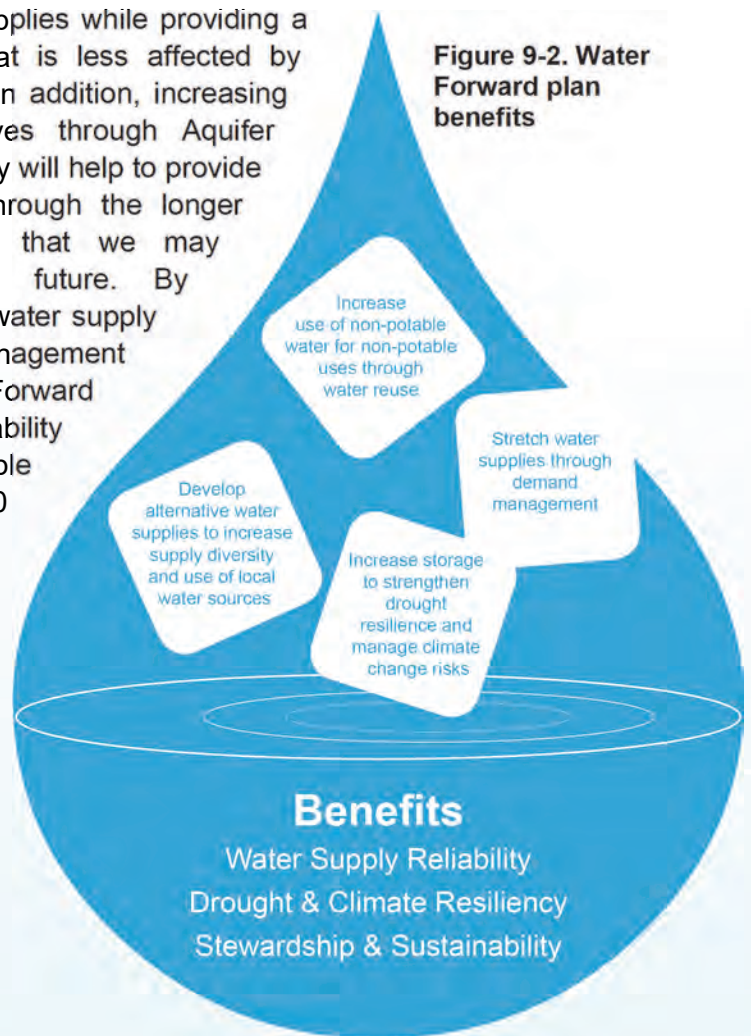 pplies while providing a
at is less affected by
n addition, increasing
ves through Aquifer
y will help to provide
hrough the longer
that we may
future. By
water supply
nagement
Forward
ability
ble
0
Figure 9-2. Water
Forward plan
benefits
Increase
use of non-potable
water for non-potable
uses through
water reuse
Stretch water
supplies through
demand
management
Develop
alternative water
supplies to increase
supply diversity
and use of local
water sources
Increase storage
to strengthen
drought
resilience and
manage climate
change risks
Benefits
Water Supply Reliability
Drought & Climate Resiliency
Stewardship & Sustainability